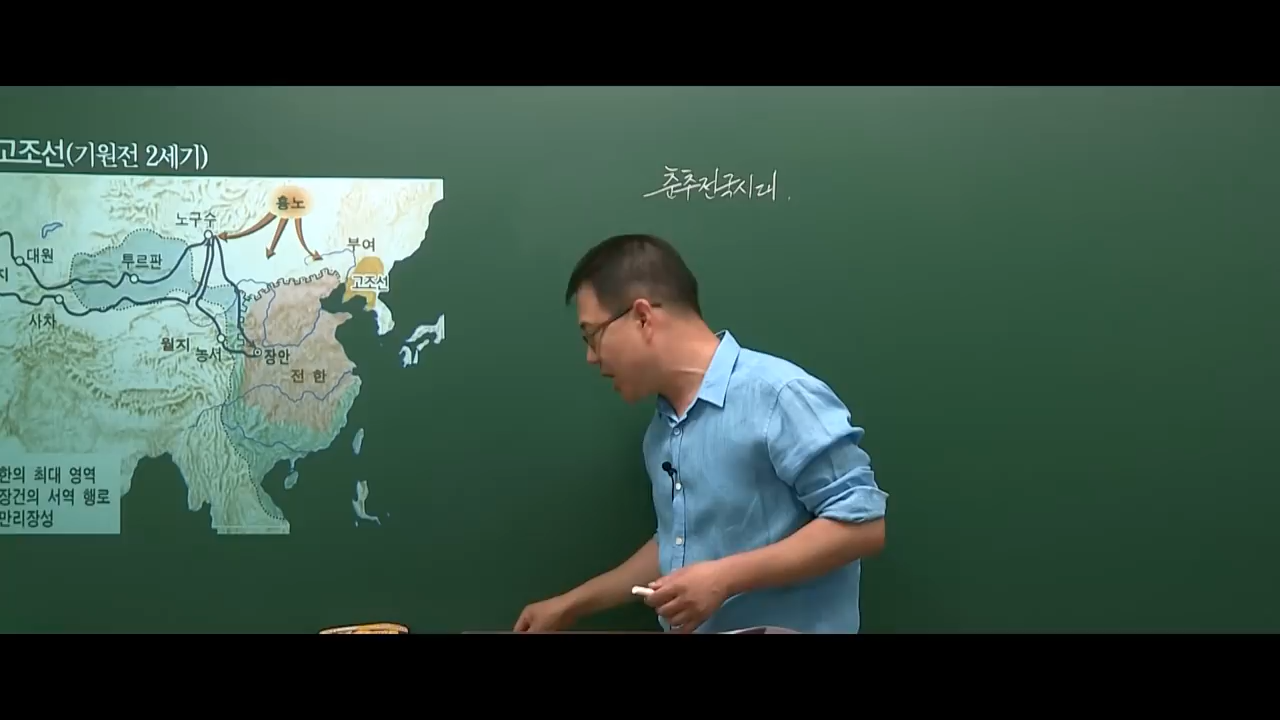 고조선(기원전 2세기)
춘추전국시대.
흉노
노구수
부여
대원
투르판
고조선
지
사차
월지
농서
장안
전 한
한의 최대 영역
장건의 서역 행로
만리장성